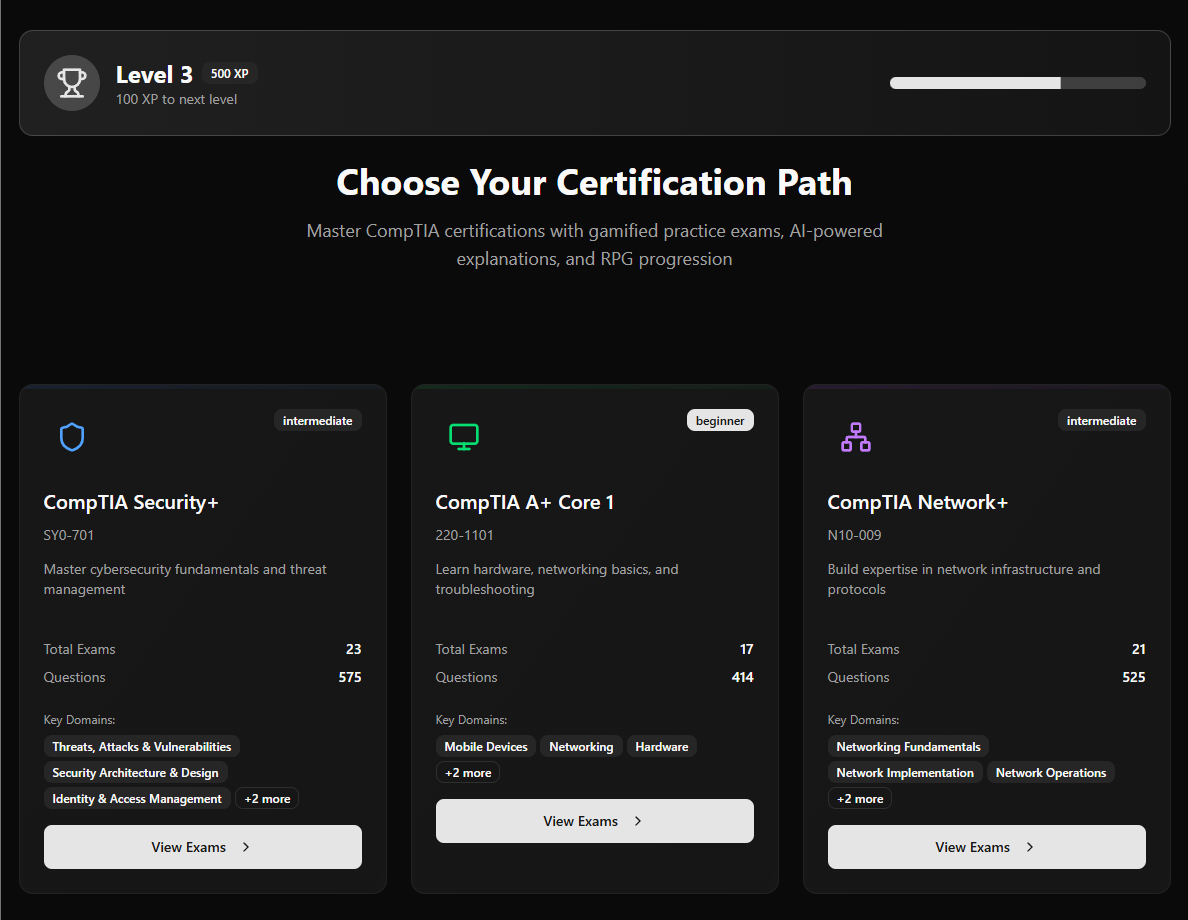 Level 3 500 XP
100 XP to next level
Choose Your Certification Path
Master CompTIA certifications with gamified practice exams, AI-powered
explanations, and RPG progression
intermediate
CompTIA Security+
SY0-701
Master cybersecurity fundamentals and threat
management
Total Exams 23
Questions 575
Key Domains:
Threats, Attacks & Vulnerabilities
Security Architecture & Design
Identity & Access Management +2 more
View Exams
beginner
CompTIA A+ Core 1
220-1101
Learn hardware, networking basics, and
troubleshooting
Total Exams 17
Questions 414
Key Domains:
Mobile Devices Networking Hardware
+2 more
View Exams
intermediate
CompTIA Network+
N10-009
Build expertise in network infrastructure and
protocols
Total Exams 21
Questions 525
Key Domains:
Networking Fundamentals
Network Implementation Network Operations
+2 more
View Exams